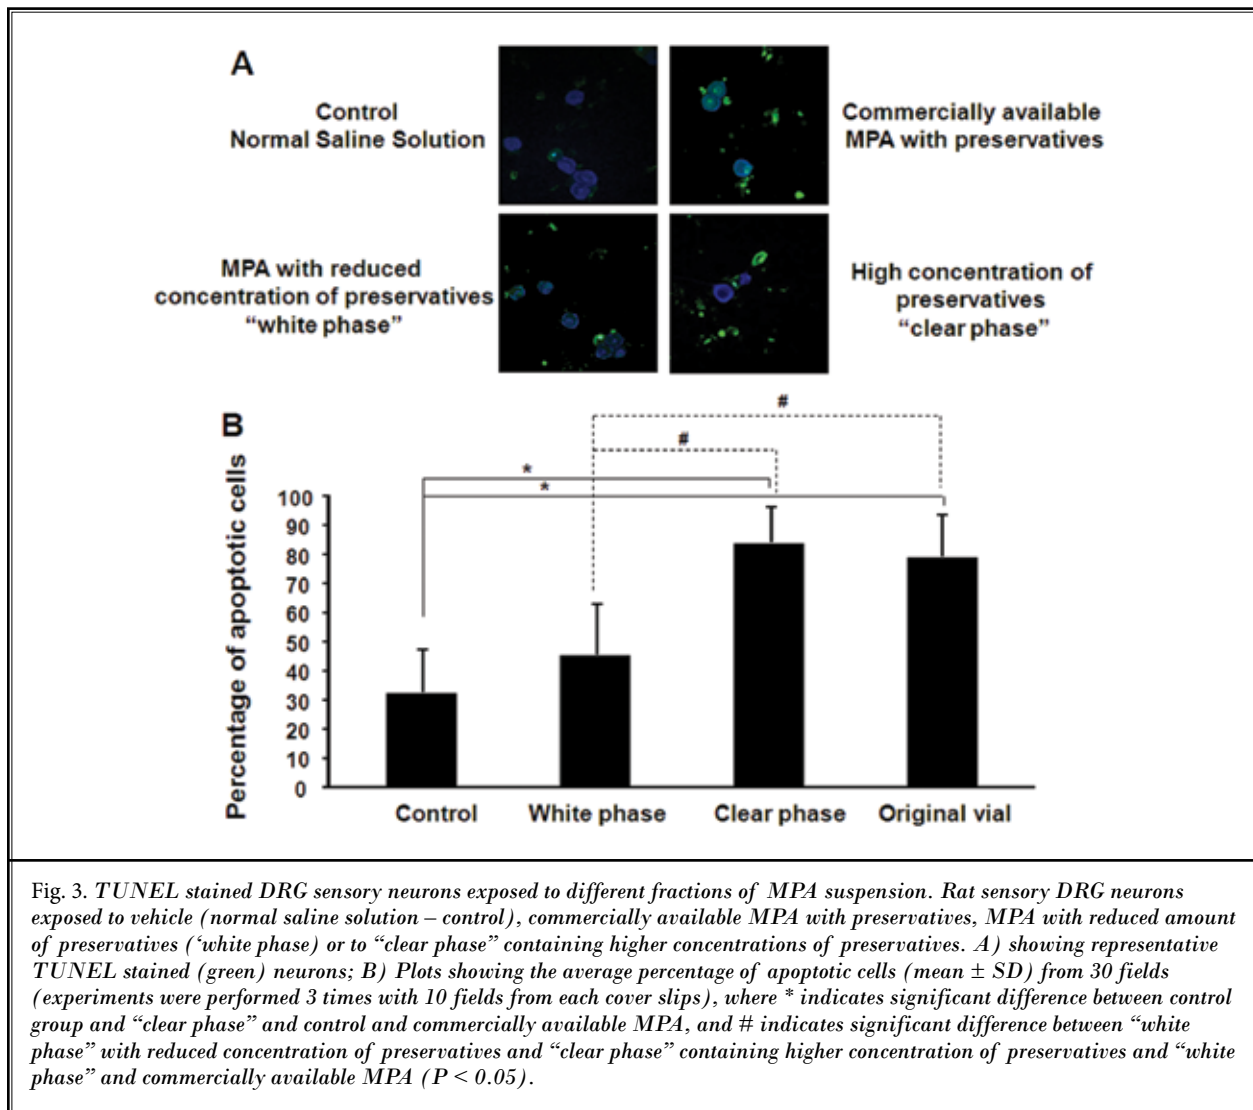 A
Control
Normal Saline Solution
Commercially available
MPA with preservatives
MPA with reduced
concentration of preservatives
“white phase”
High concentration of
preservatives
“clear phase”
B
#
#
*
*
Percentage of apoptotic cells
100
90
80
70
60
50
40
30
20
10
0
Control
White phase
Clear phase
Original vial
Fig. 3. TUNEL stained DRG sensory neurons exposed to different fractions of MPA suspension. Rat sensory DRG neurons
exposed to vehicle (normal saline solution – control), commercially available MPA with preservatives, MPA with reduced amount
of preservatives (‘white phase) or to “clear phase” containing higher concentrations of preservatives. A) showing representative
TUNEL stained (green) neurons; B) Plots showing the average percentage of apoptotic cells (mean ± SD) from 30 fields
(experiments were performed 3 times with 10 fields from each cover slips), where * indicates significant difference between control
group and “clear phase” and control and commercially available MPA, and # indicates significant difference between “white
phase” with reduced concentration of preservatives and “clear phase” containing higher concentration of preservatives and “white
phase” and commercially available MPA (P < 0.05).